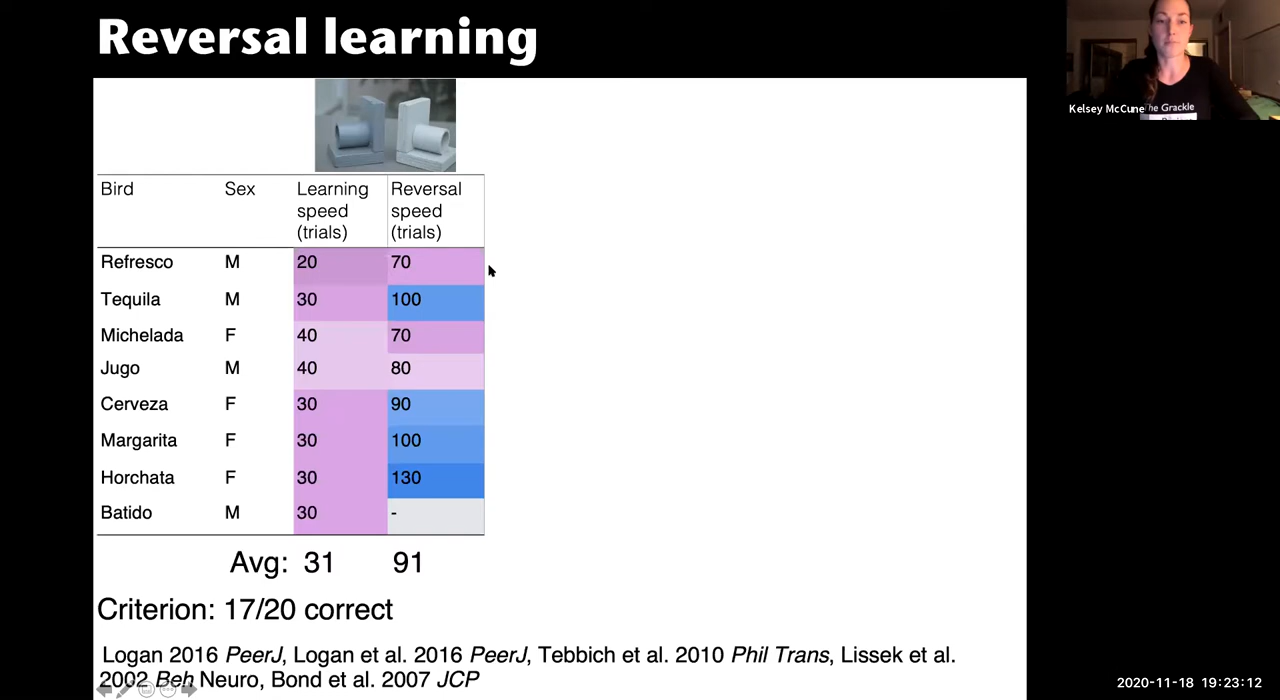 Reversal learning
Kelsey McCune
The Grackle
Bird Sex Learning speed (trials) Reversal speed (trials)
Refresco M 20 70
Tequila M 30 100
Michelada F 40 70
Jugo M 40 80
Cerveza F 30 90
Margarita F 30 100
Horchata F 30 130
Batido M 30 -
Avg: 31 91
Criterion: 17/20 correct
Logan 2016 PeerJ, Logan et al. 2016 PeerJ, Tebbich et al. 2010 Phil Trans, Lissek et al.
2002 Beh Neuro, Bond et al. 2007 JCP
2020-11-18 19:23:12